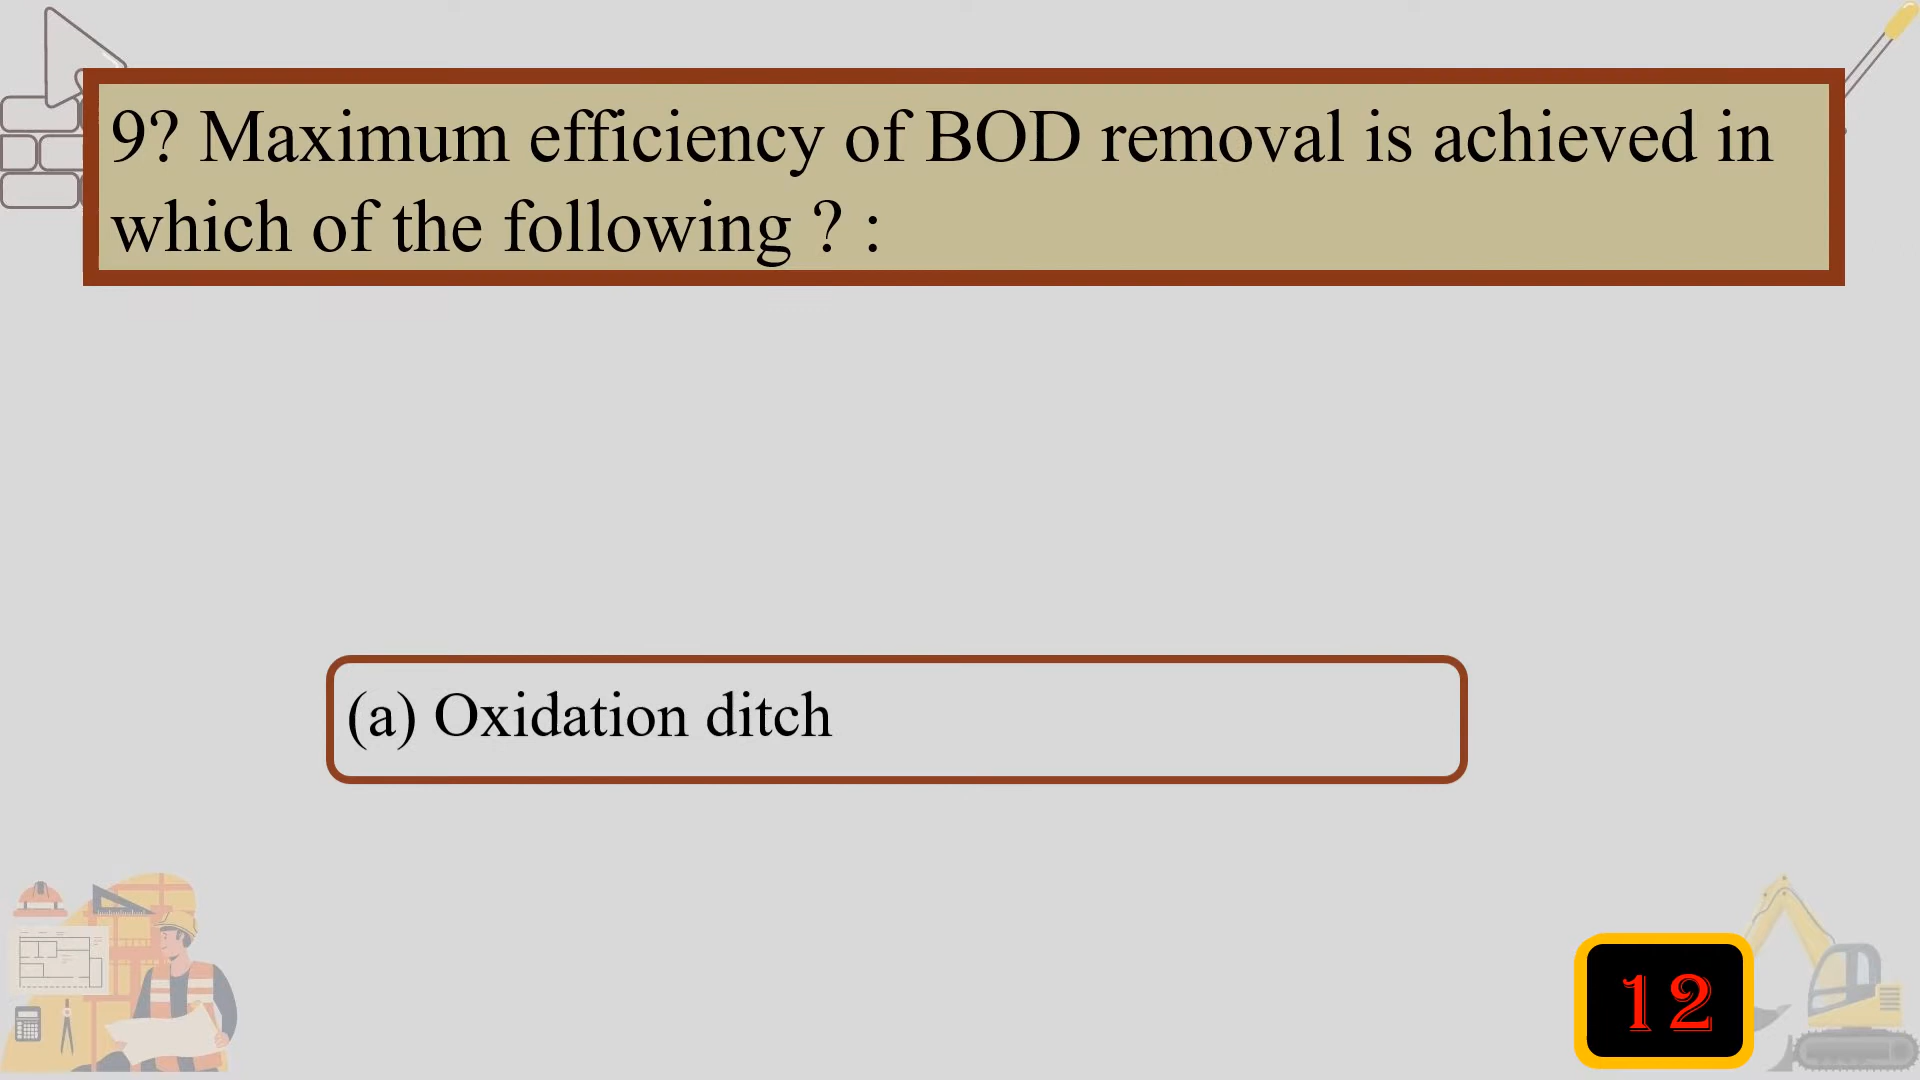 9? Maximum efficiency of BOD removal is achieved in
which of the following ? :
(a) Oxidation ditch
12